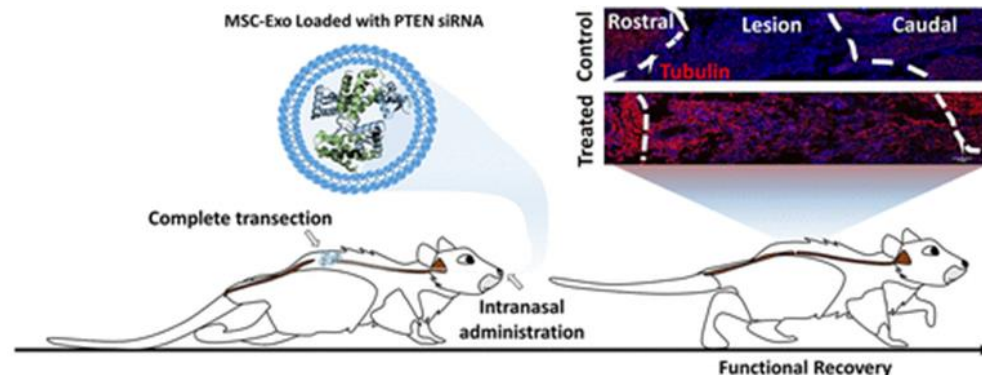 MSC-Exo Loaded with PTEN siRNA
Control
Rostral
Lesion
Caudal
Tubulin
Treated
Complete transection
Intranasal
administration
Functional Recovery